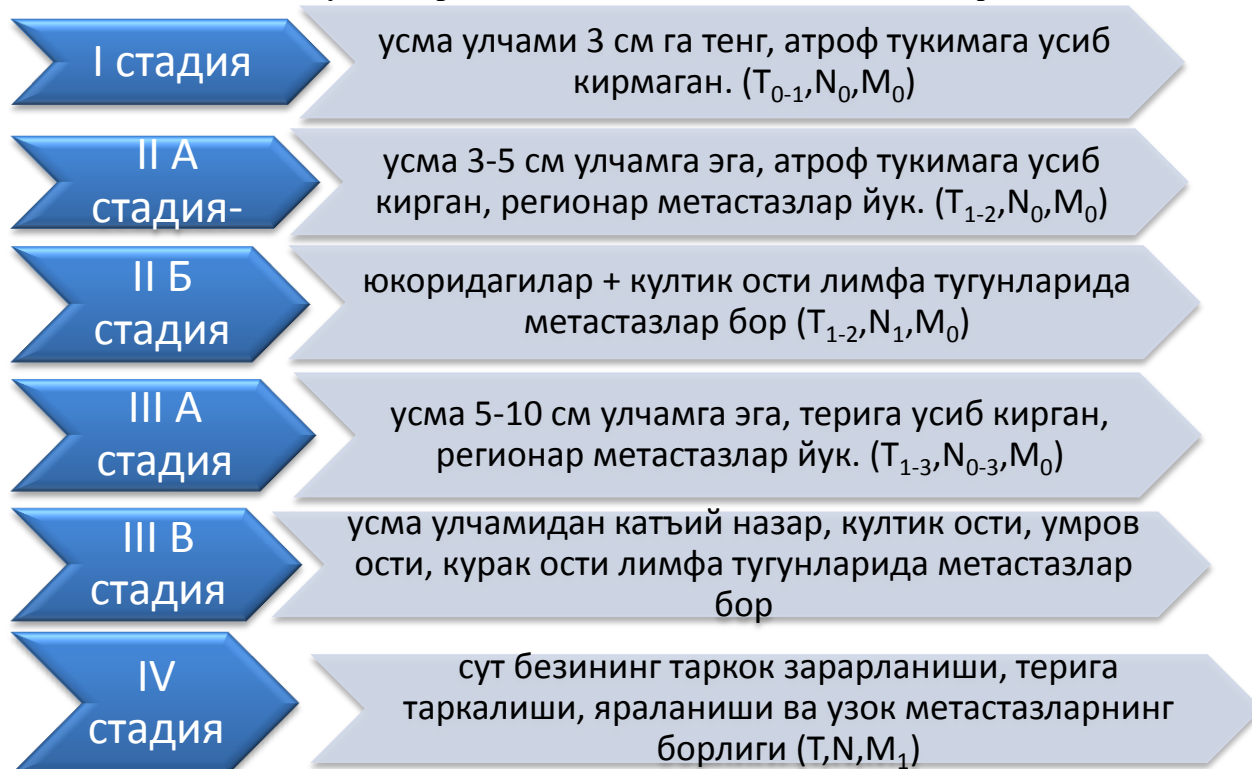 I стадия
усма улчами 3 см га тенг, атроф тукимага усиб
кирмаган. (T₀₋₁,N₀,M₀)
II А
стадия-
усма 3-5 см улчамга эга, атроф тукимага усиб
кирган, регионар метастазлар йук. (T₁₋₂,N₀,M₀)
II Б
стадия
юкоридагилар + култик ости лимфа тугунларида
метастазлар бор (T₁₋₂,N₁,M₀)
III А
стадия
усма 5-10 см улчамга эга, терига усиб кирган,
регионар метастазлар йук. (T₁₋₃,N₀₋₃,M₀)
III В
стадия
усма улчамидан катъий назар, култик ости, умров
ости, курак ости лимфа тугунларида метастазлар
бор
IV
стадия
сут безининг таркок зарарланиши, терига
таркалиши, яраланиши ва узок метастазларнинг
борлиги (T,N,M₁)